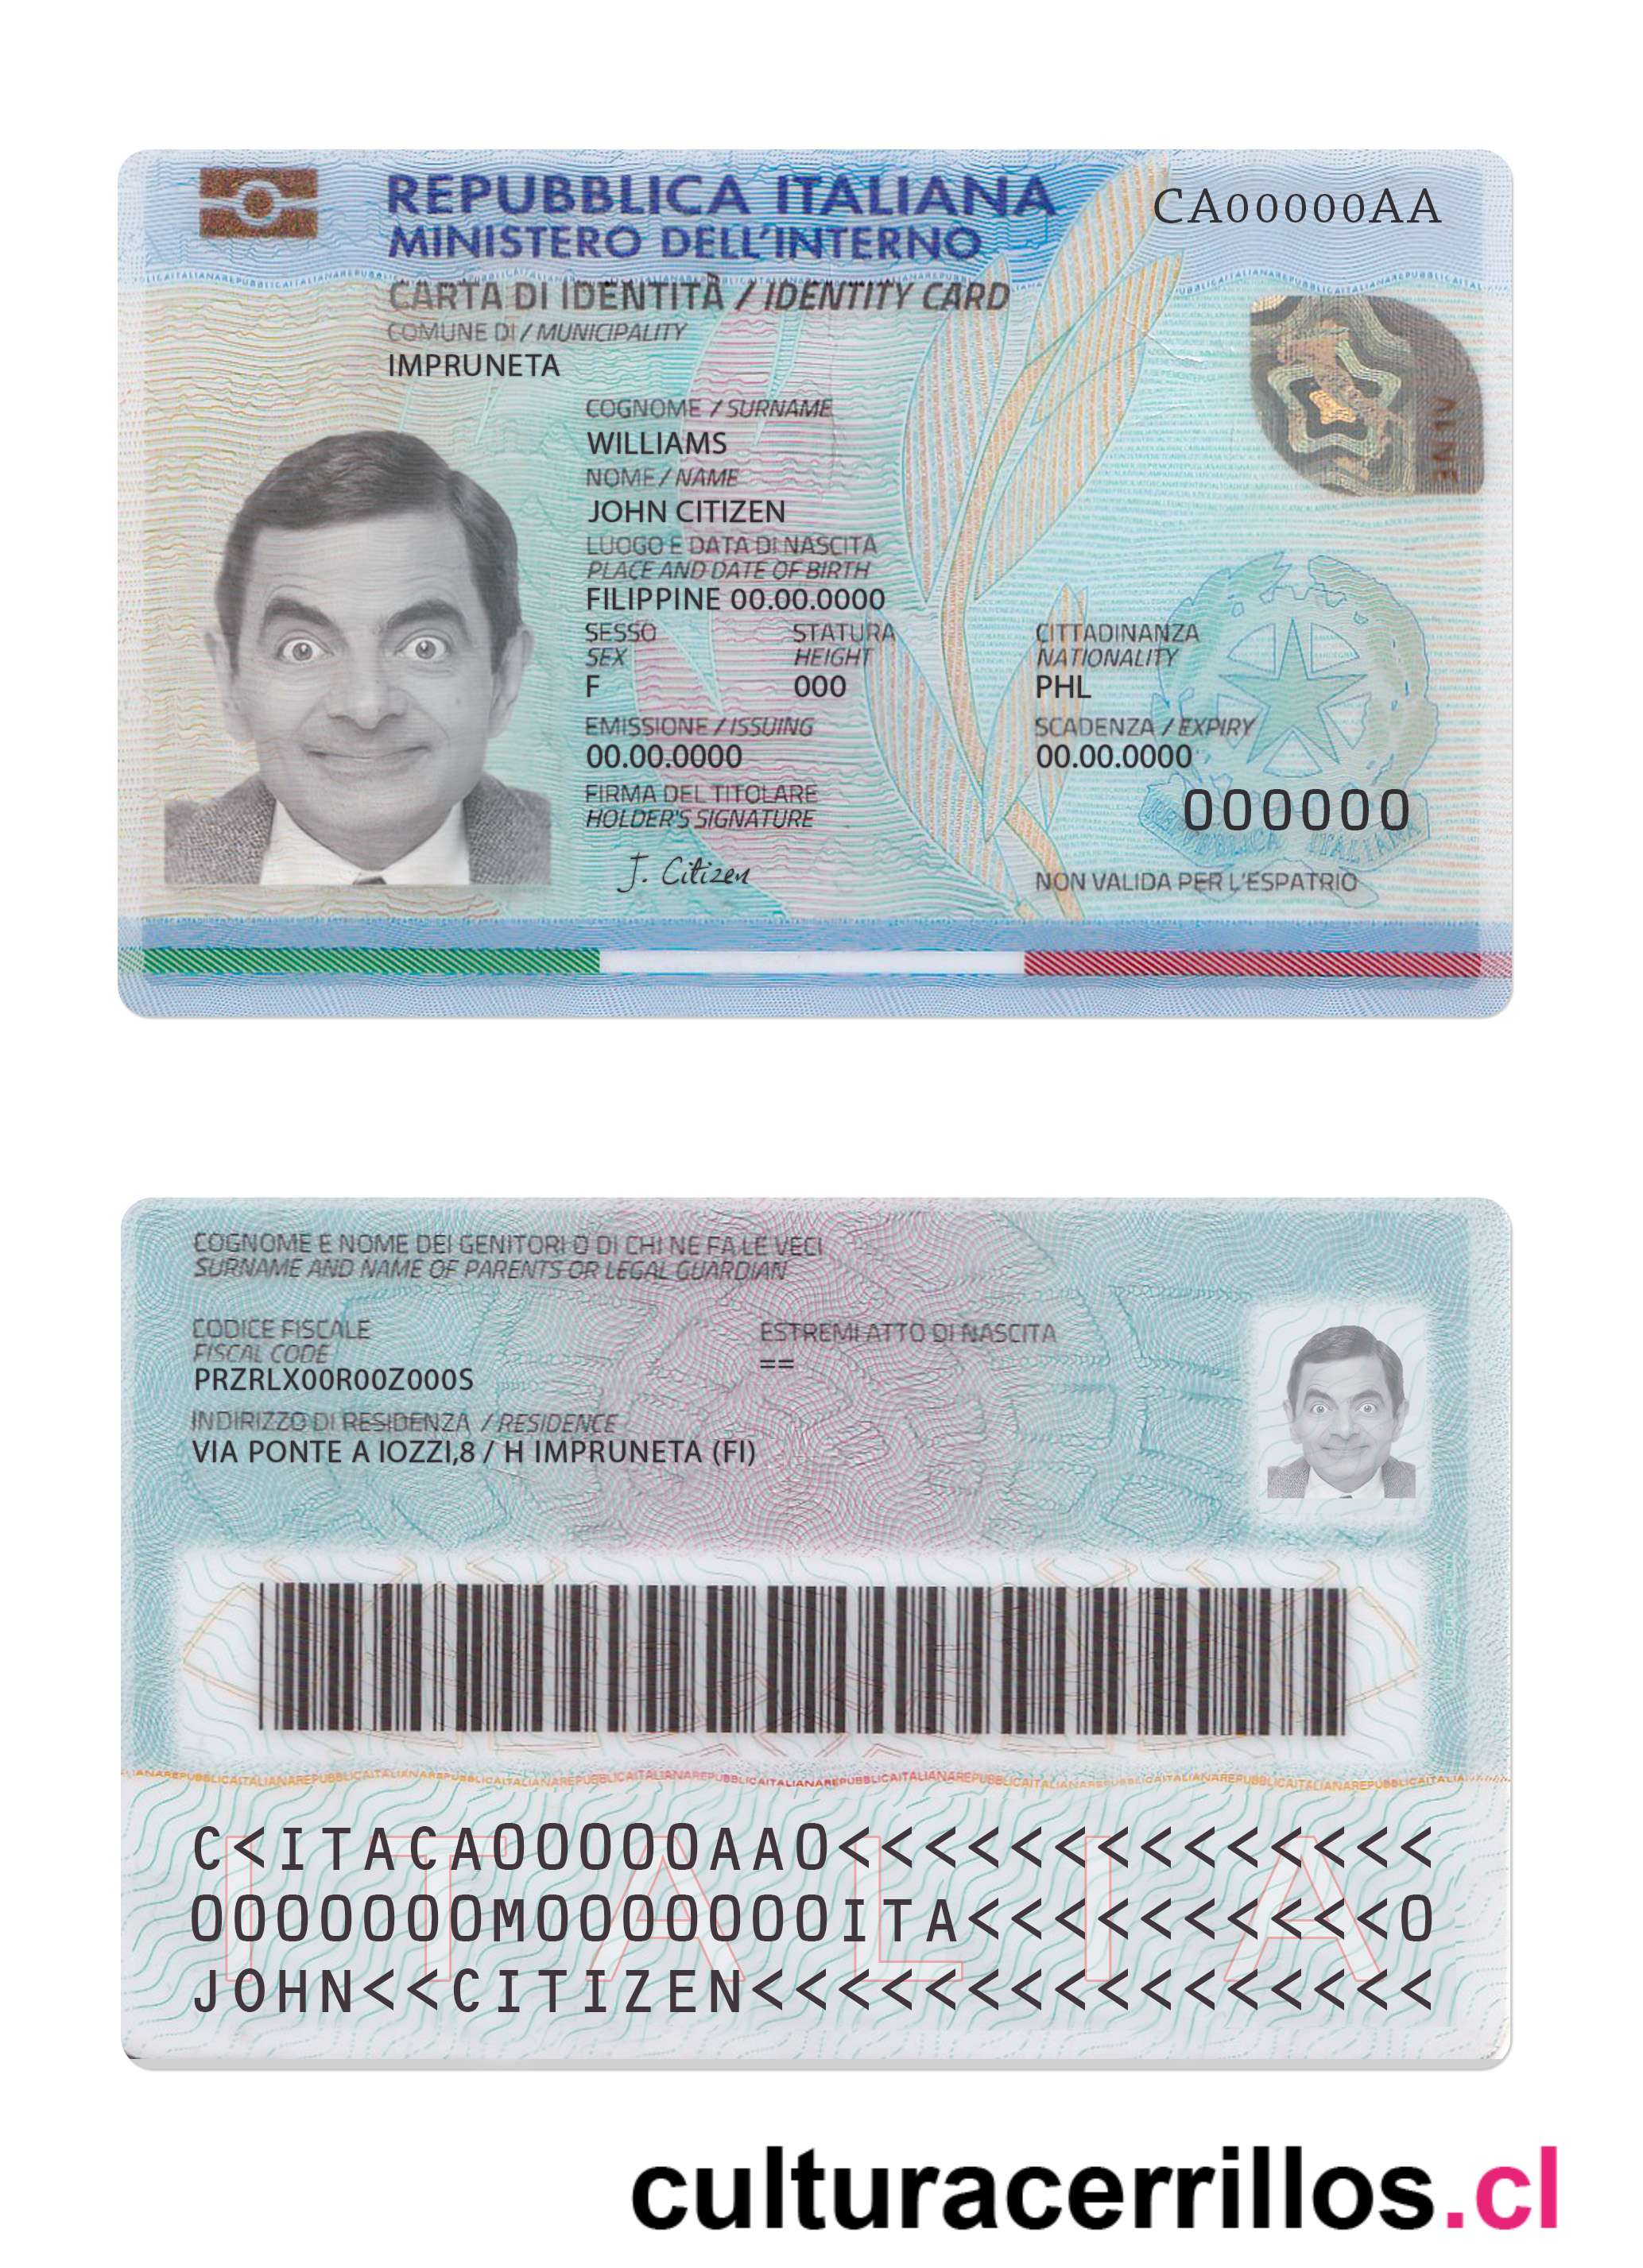 REPUBBLICA ITALIANA
CA00000AA
MINISTERO DELL'INTERNO
CARTA DI IDENTITÀ / IDENTITY CARD
COMUNE DI / MUNICIPALITY
IMPRUNETA
COGNOME / SURNAME
WILLIAMS
NOME / NAME
JOHN CITIZEN
LUOGO E DATA DI NASCITA
PLACE AND DATE OF BIRTH
FILIPPINE 00.00.0000
SESSO STATURA CITTADINANZA
SEX HEIGHT NATIONALITY
F 000 PHL
EMISSIONE / ISSUING SCADENZA / EXPIRY
00.00.0000 00.00.0000
FIRMA DEL TITOLARE
HOLDER'S SIGNATURE
000000
REPUBBLICA ITALIANA
J. Citizen
NON VALIDA PER L'ESPATRIO
COGNOME E NOME DEI GENITORI O DI CHI NE FA LE VECI
SURNAME AND NAME OF PARENTS OR LEGAL GUARDIAN
CODICE FISCALE ESTREMI ATTO DI NASCITA
FISCAL CODE ==
PRZRLX00R00Z000S
INDIRIZZO DI RESIDENZA / RESIDENCE
VIA PONTE A IOZZI,8 / H IMPRUNETA (FI)
C<ITACA00000AA0<<<<<<<<<<<<<<
0000000M0000000ITA<<<<<<<<<<0
JOHN<<CITIZEN<<<<<<<<<<<<<<<<
ITALIA
culturacerrillos.cl